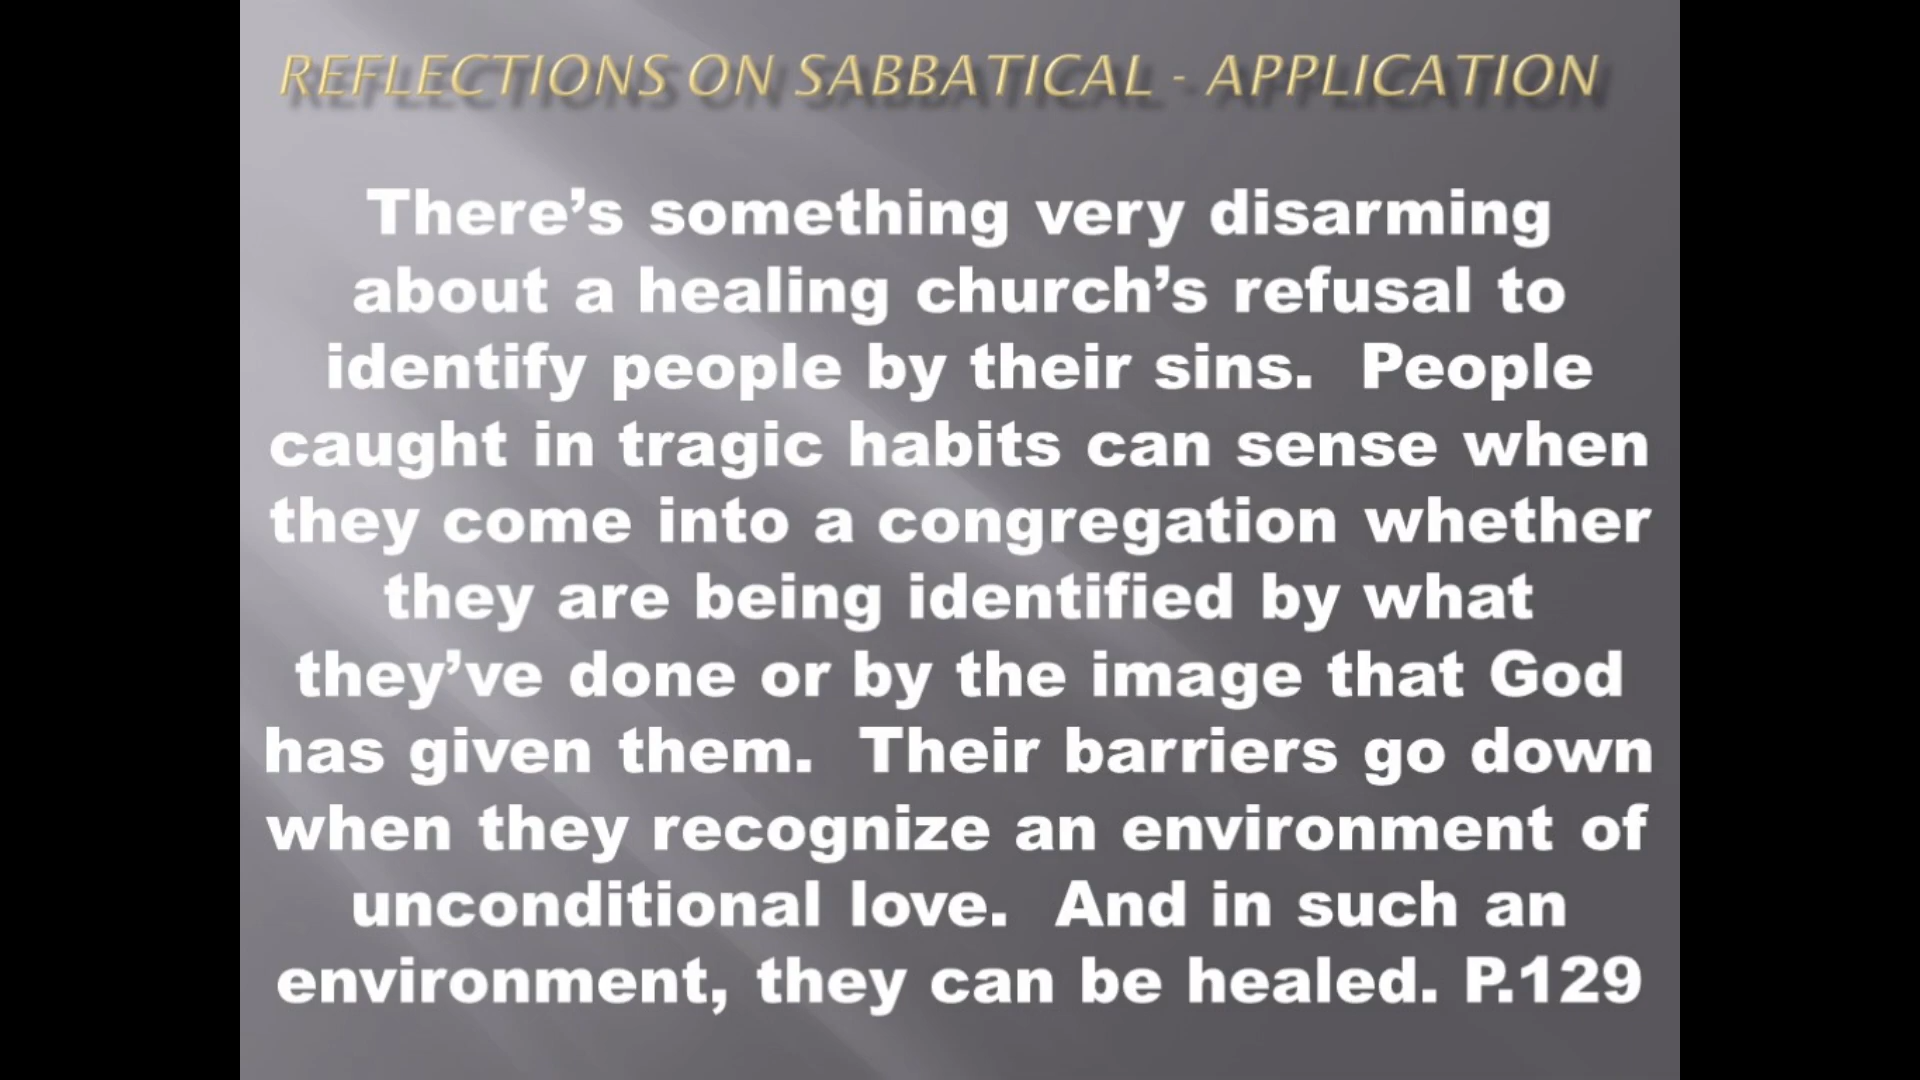 REFLECTIONS ON SABBATICAL - APPLICATION
There’s something very disarming
about a healing church’s refusal to
identify people by their sins.  People
caught in tragic habits can sense when
they come into a congregation whether
they are being identified by what
they’ve done or by the image that God
has given them.  Their barriers go down
when they recognize an environment of
unconditional love.  And in such an
environment, they can be healed. P.129